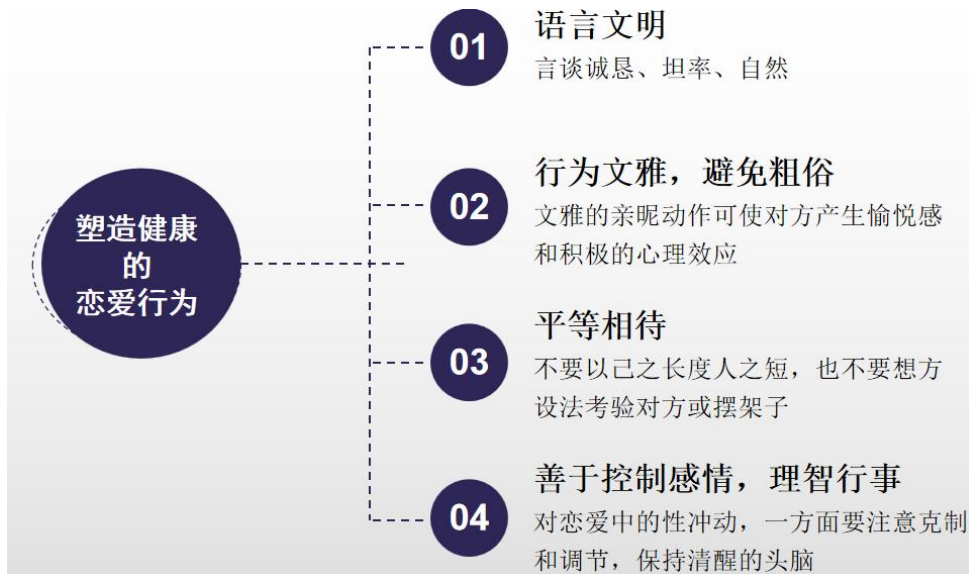 塑造健康
的
恋爱行为
01
语言文明
言谈诚恳、坦率、自然
02
行为文雅，避免粗俗
文雅的亲昵动作可使对方产生愉悦感
和积极的心理效应
03
平等相待
不要以己之长度人之短，也不要想方
设法考验对方或摆架子
04
善于控制感情，理智行事
对恋爱中的性冲动，一方面要注意克制
和调节，保持清醒的头脑